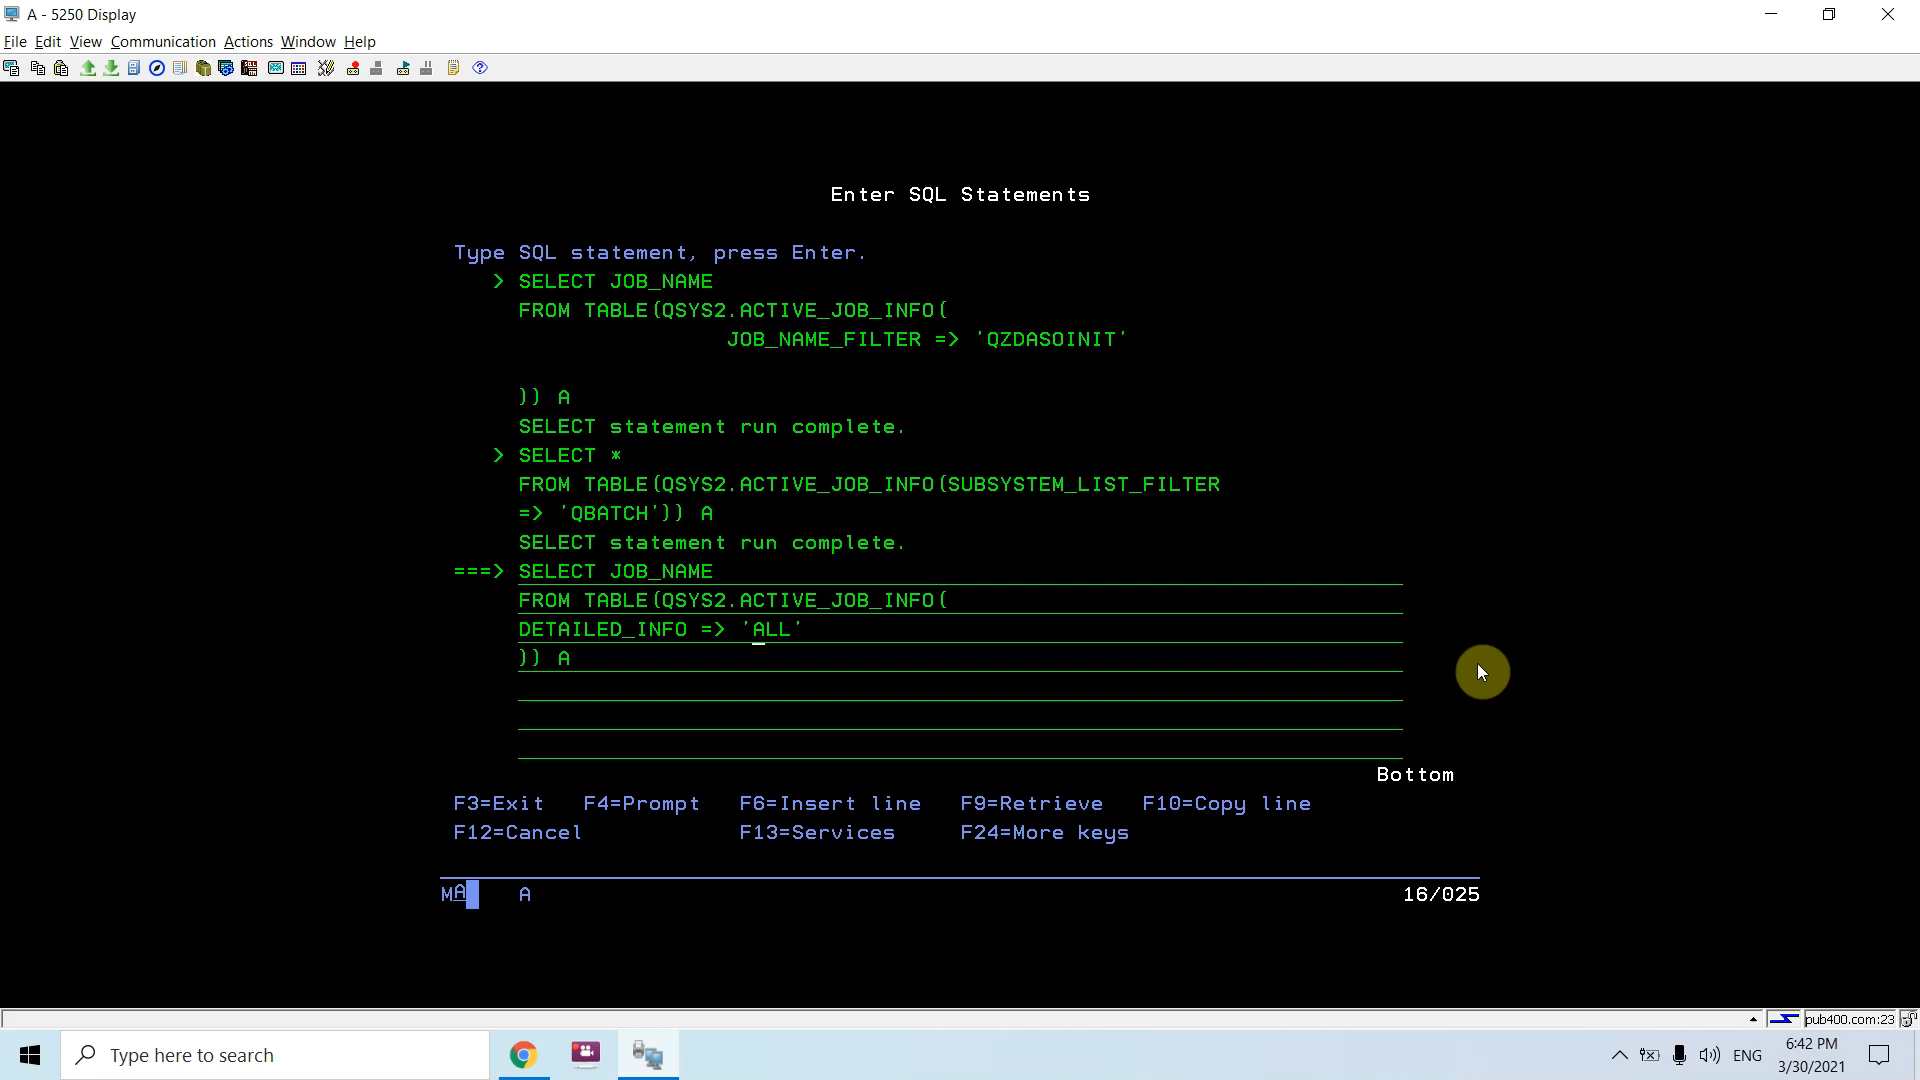 A - 5250 Display
File Edit View Communication Actions Window Help
Enter SQL Statements
Type SQL statement, press Enter.
> SELECT JOB_NAME
FROM TABLE(QSYS2.ACTIVE_JOB_INFO(
JOB_NAME_FILTER => 'QZDASOINIT'
)) A
SELECT statement run complete.
> SELECT *
FROM TABLE(QSYS2.ACTIVE_JOB_INFO(SUBSYSTEM_LIST_FILTER
=> 'QBATCH')) A
SELECT statement run complete.
===> SELECT JOB_NAME
FROM TABLE(QSYS2.ACTIVE_JOB_INFO(
DETAILED_INFO => 'ALL'
)) A
Bottom
F3=Exit F4=Prompt F6=Insert line F9=Retrieve F10=Copy line
F12=Cancel F13=Services F24=More keys
MA A 16/025
pub400.com:23
Type here to search
ENG
6:42 PM
3/30/2021